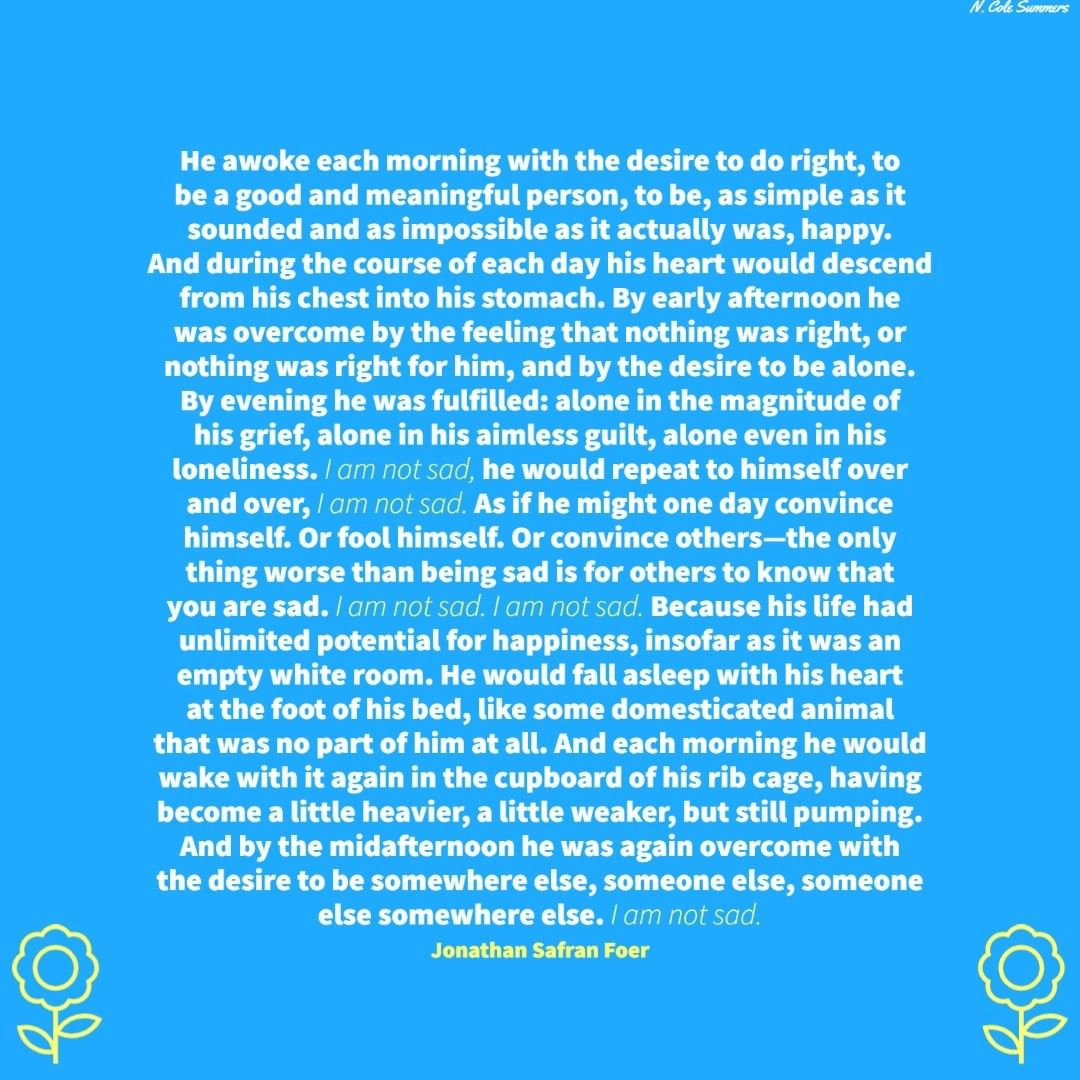 N. Cole Summers
He awoke each morning with the desire to do right, to
be a good and meaningful person, to be, as simple as it
sounded and as impossible as it actually was, happy.
And during the course of each day his heart would descend
from his chest into his stomach. By early afternoon he
was overcome by the feeling that nothing was right, or
nothing was right for him, and by the desire to be alone.
By evening he was fulfilled: alone in the magnitude of
his grief, alone in his aimless guilt, alone even in his
loneliness. I am not sad, he would repeat to himself over
and over, I am not sad. As if he might one day convince
himself. Or fool himself. Or convince others—the only
thing worse than being sad is for others to know that
you are sad. I am not sad. I am not sad. Because his life had
unlimited potential for happiness, insofar as it was an
empty white room. He would fall asleep with his heart
at the foot of his bed, like some domesticated animal
that was no part of him at all. And each morning he would
wake with it again in the cupboard of his rib cage, having
become a little heavier, a little weaker, but still pumping.
And by the midafternoon he was again overcome with
the desire to be somewhere else, someone else, someone
else somewhere else. I am not sad.
Jonathan Safran Foer